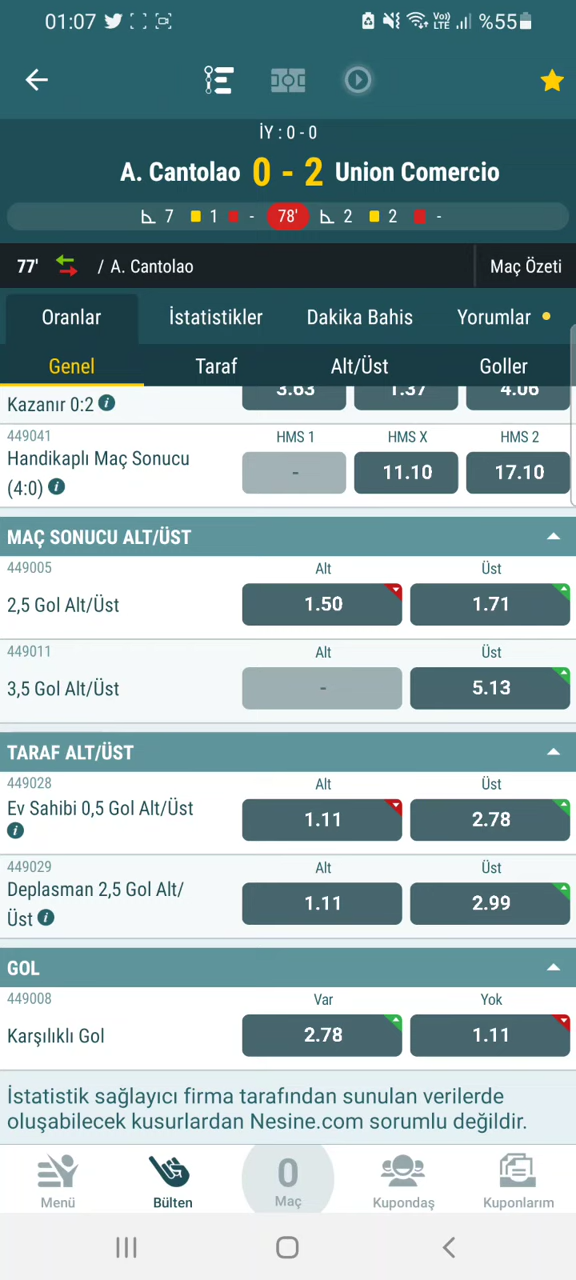 01:07 Vo)) LTE %55
İY : 0 - 0
A. Cantolao 0 - 2 Union Comercio
7 1 - 78' 2 2 -
77' / A. Cantolao Maç Özeti
Oranlar İstatistikler Dakika Bahis Yorumlar
Genel Taraf Alt/Üst Goller
3.63 1.37 4.06
Kazanır 0:2
449041 HMS 1 HMS X HMS 2
Handikaplı Maç Sonucu
(4:0) - 11.10 17.10
MAÇ SONUCU ALT/ÜST
449005 Alt Üst
2,5 Gol Alt/Üst 1.50 1.71
449011 Alt Üst
3,5 Gol Alt/Üst - 5.13
TARAF ALT/ÜST
449028 Alt Üst
Ev Sahibi 0,5 Gol Alt/Üst 1.11 2.78
449029 Alt Üst
Deplasman 2,5 Gol Alt/
Üst 1.11 2.99
GOL
449008 Var Yok
Karşılıklı Gol 2.78 1.11
İstatistik sağlayıcı firma tarafından sunulan verilerde
oluşabilecek kusurlardan Nesine.com sorumlu değildir.
0
Menü Bülten Maç Kupondaş Kuponlarım